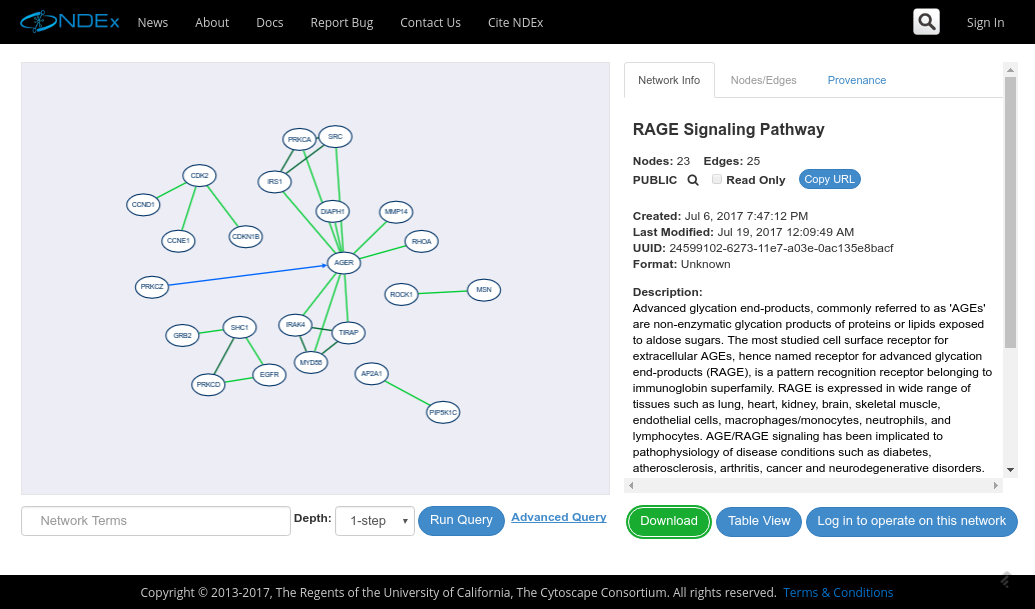 NDEx News About Docs Report Bug Contact Us Cite NDEx Sign In
PRKCA SRC
CDK2
IRS1
CCND1
DIAPH1 MMP14
CCNE1 CDKN1B RHOA
AGER
PRKCZ
ROCK1 MSN
GRB2 SHC1 IRAK4 TIRAP
MYD88
PRKCD EGFR AP2A1
PIP5K1C
Network Info Nodes/Edges Provenance
RAGE Signaling Pathway
Nodes: 23 Edges: 25
PUBLIC Read Only Copy URL
Created: Jul 6, 2017 7:47:12 PM
Last Modified: Jul 19, 2017 12:09:49 AM
UUID: 24599102-6273-11e7-a03e-0ac135e8bacf
Format: Unknown
Description:
Advanced glycation end-products, commonly referred to as 'AGEs'
are non-enzymatic glycation products of proteins or lipids exposed
to aldose sugars. The most studied cell surface receptor for
extracellular AGEs, hence named receptor for advanced glycation
end-products (RAGE), is a pattern recognition receptor belonging to
immunoglobin superfamily. RAGE is expressed in wide range of
tissues such as lung, heart, kidney, brain, skeletal muscle,
endothelial cells, macrophages/monocytes, neutrophils, and
lymphocytes. AGE/RAGE signaling has been implicated to
pathophysiology of disease conditions such as diabetes,
atherosclerosis, arthritis, cancer and neurodegenerative disorders.
Network Terms Depth: 1-step Run Query Advanced Query
Download Table View Log in to operate on this network
Copyright © 2013-2017, The Regents of the University of California, The Cytoscape Consortium. All rights reserved. Terms & Conditions